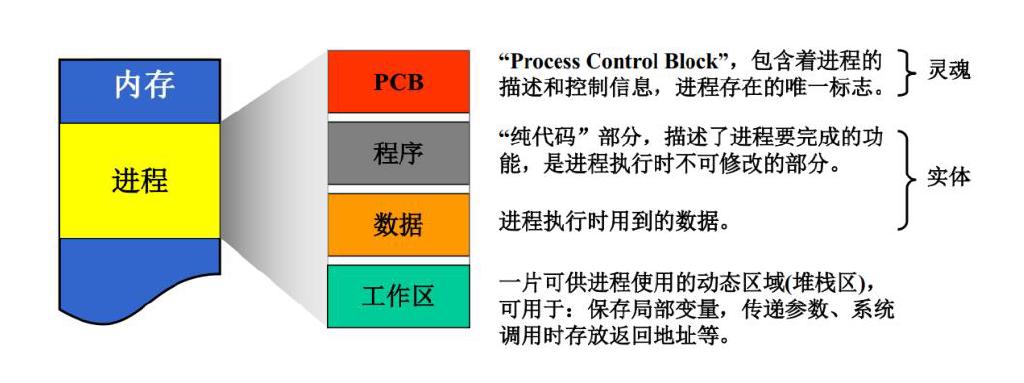 内存
进程
PCB
“Process Control Block”，包含着进程的
描述和控制信息，进程存在的唯一标志。
灵魂
程序
“纯代码”部分，描述了进程要完成的功
能，是进程执行时不可修改的部分。
实体
数据
进程执行时用到的数据。
工作区
一片可供进程使用的动态区域(堆栈区)，
可用于：保存局部变量，传递参数、系统
调用时存放返回地址等。